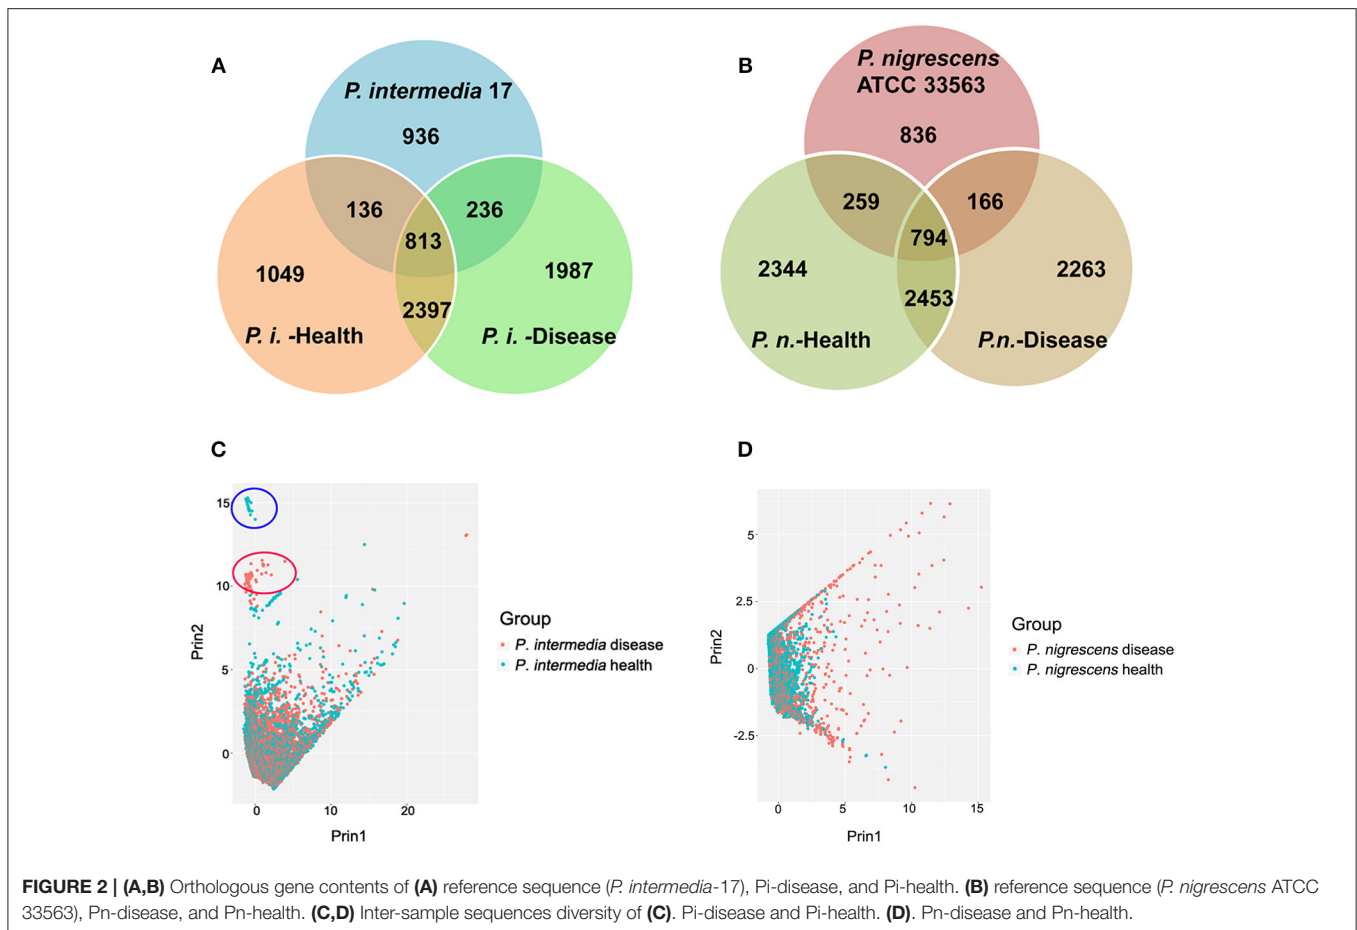 A
P. intermedia 17
936
136
236
813
1049
1987
2397
P. i. -Health
P. i. -Disease
B
P. nigrescens
ATCC 33563
836
259
166
794
2344
2263
2453
P. n.-Health
P.n.-Disease
C
15
10
5
0
Prin2
0
10
20
Prin1
Group
P. intermedia disease
P. intermedia health
D
5
2.5
0
-2.5
Prin2
0
5
10
15
Prin1
Group
P. nigrescens disease
P. nigrescens health
FIGURE 2 | (A,B) Orthologous gene contents of (A) reference sequence (P. intermedia-17), Pi-disease, and Pi-health. (B) reference sequence (P. nigrescens ATCC
33563), Pn-disease, and Pn-health. (C,D) Inter-sample sequences diversity of (C). Pi-disease and Pi-health. (D). Pn-disease and Pn-health.